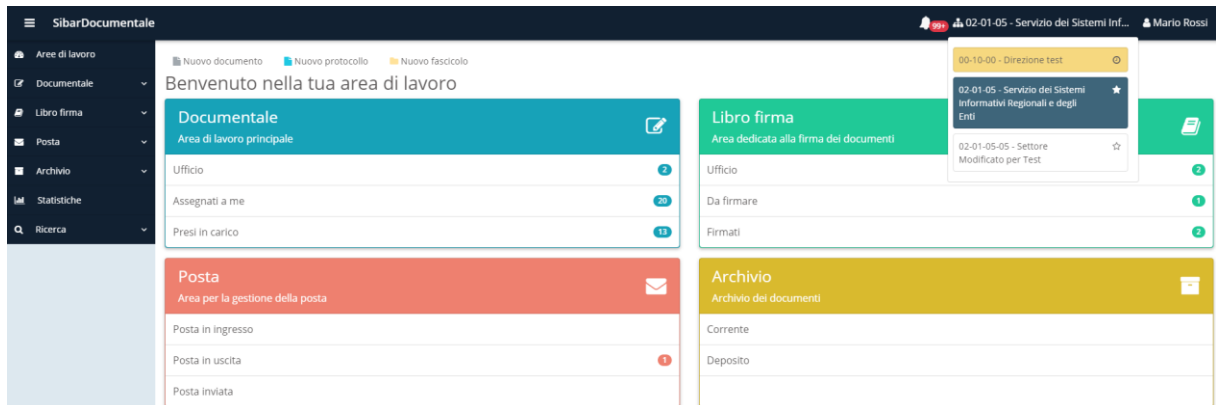 SibarDocumentale
99+
02-01-05 - Servizio dei Sistemi Inf...
Mario Rossi
Aree di lavoro
Documentale
Libro firma
Posta
Archivio
Statistiche
Ricerca
Nuovo documento
Nuovo protocollo
Nuovo fascicolo
Benvenuto nella tua area di lavoro
00-10-00 - Direzione test
02-01-05 - Servizio dei Sistemi
Informativi Regionali e degli
Enti
02-01-05-05 - Settore
Modificato per Test
Documentale
Area di lavoro principale
Ufficio 2
Assegnati a me 20
Presi in carico 13
Libro firma
Area dedicata alla firma dei documenti
Ufficio 2
Da firmare 1
Firmati 2
Posta
Area per la gestione della posta
Posta in ingresso
Posta in uscita 1
Posta inviata
Archivio
Archivio dei documenti
Corrente
Deposito